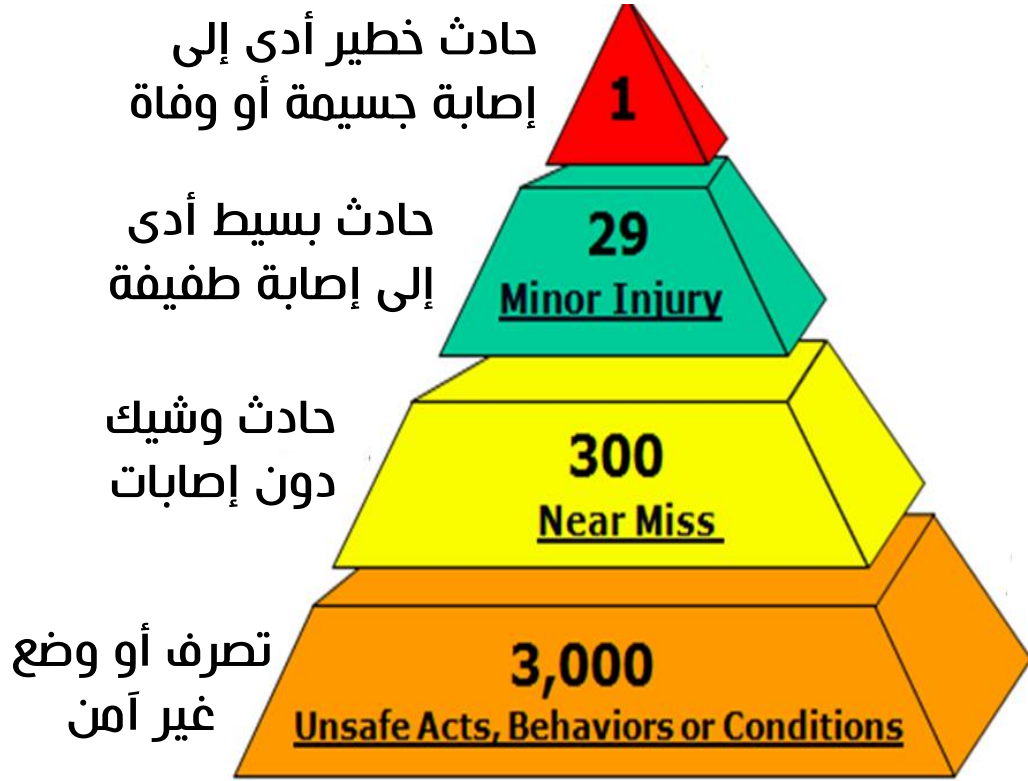 حادث خطير أدى إلى
إصابة جسيمة أو وفاة
1
حادث بسيط أدى
إلى إصابة طفيفة
29
Minor Injury
حادث وشيك
دون إصابات
300
Near Miss
تصرف أو وضع
غير آمن
3,000
Unsafe Acts, Behaviors or Conditions